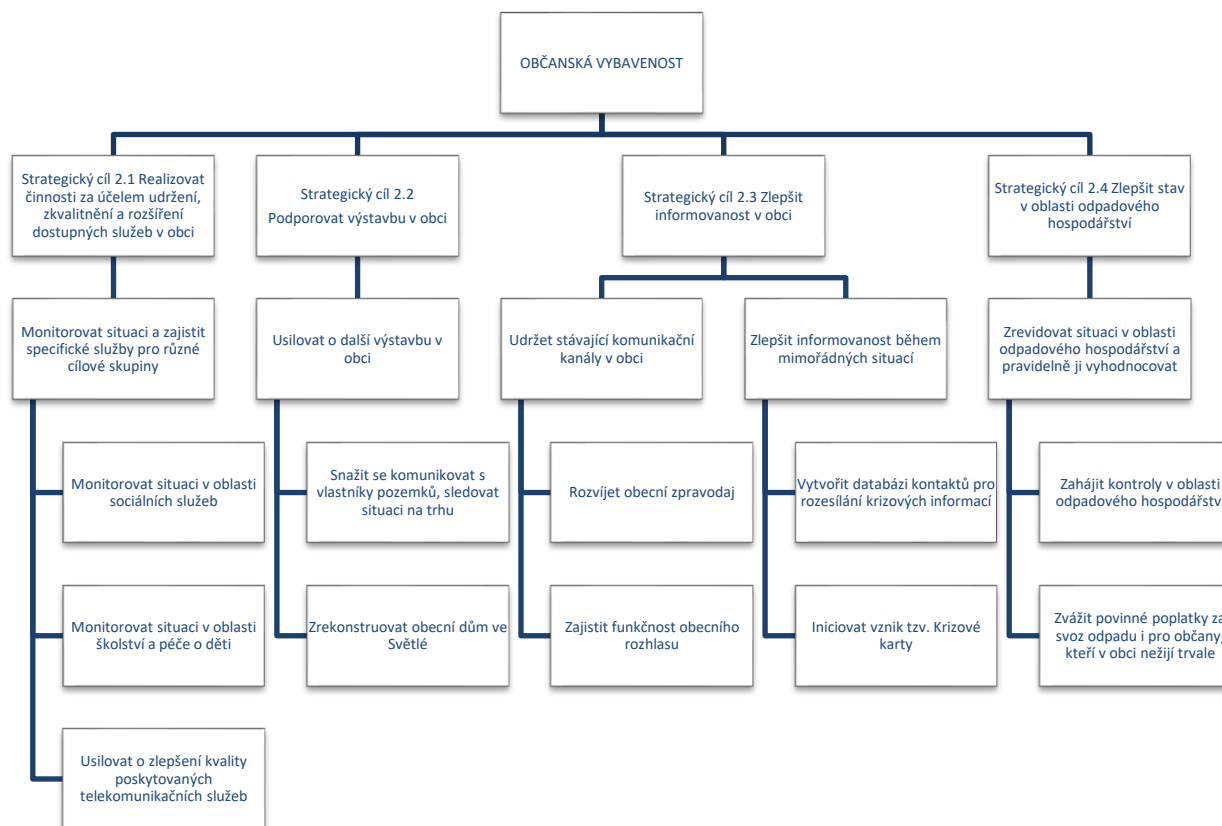 OBČANSKÁ VYBAVENOST
Strategický cíl 2.1 Realizovat
činnosti za účelem udržení,
zkvalitnění a rozšíření
dostupných služeb v obci
Strategický cíl 2.2
Podporovat výstavbu v obci
Strategický cíl 2.3 Zlepšit
informovanost v obci
Strategický cíl 2.4 Zlepšit stav
v oblasti odpadového
hospodářství
Monitorovat situaci a zajistit
specifické služby pro různé
cílové skupiny
Usilovat o další výstavbu v
obci
Udržet stávající komunikační
kanály v obci
Zlepšit informovanost během
mimořádných situací
Zrevidovat situaci v oblasti
odpadového hospodářství a
pravidelně ji vyhodnocovat
Monitorovat situaci v oblasti
sociálních služeb
Snažit se komunikovat s
vlastníky pozemků, sledovat
situaci na trhu
Rozvíjet obecní zpravodaj
Vytvořit databázi kontaktů pro
rozesílání krizových informací
Zahájit kontroly v oblasti
odpadového hospodářství
Monitorovat situaci v oblasti
školství a péče o děti
Zrekonstruovat obecní dům ve
Světlé
Zajistit funkčnost obecního
rozhlasu
Iniciovat vznik tzv. Krizové
karty
Zvážit povinné poplatky za
svoz odpadu i pro občany,
kteří v obci nežijí trvale
Usilovat o zlepšení kvality
poskytovaných
telekomunikačních služeb